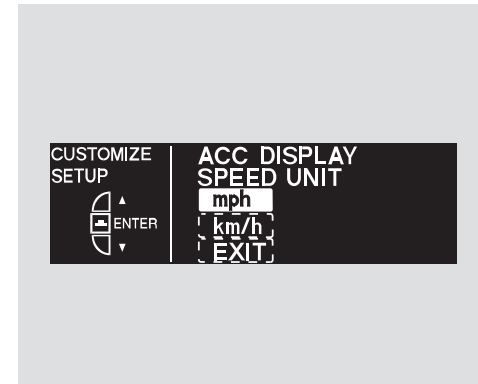 CUSTOMIZE
SETUP
ENTER
ACC DISPLAY
SPEED UNIT
mph
km/h
EXIT